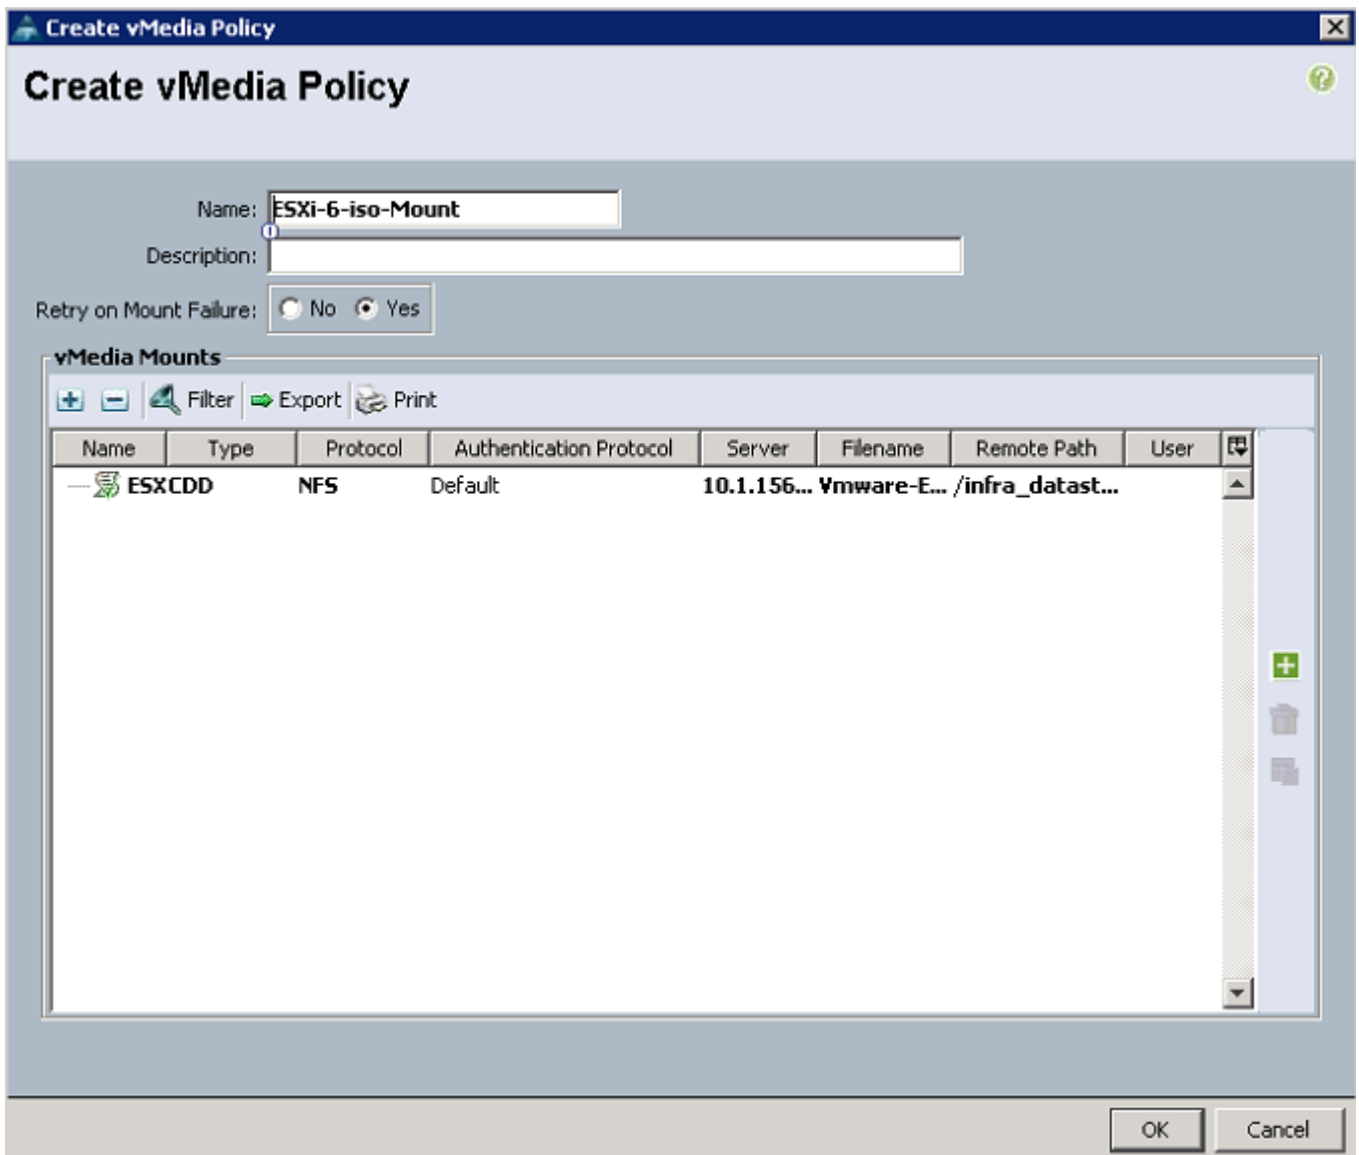 Create vMedia Policy
Create vMedia Policy
Name: ESXi-6-iso-Mount
Description:
Retry on Mount Failure: No Yes
vMedia Mounts
Filter Export Print
Name Type Protocol Authentication Protocol Server Filename Remote Path User
ESXCDD NFS Default 10.1.156... Vmware-E... /infra_datast...
OK Cancel